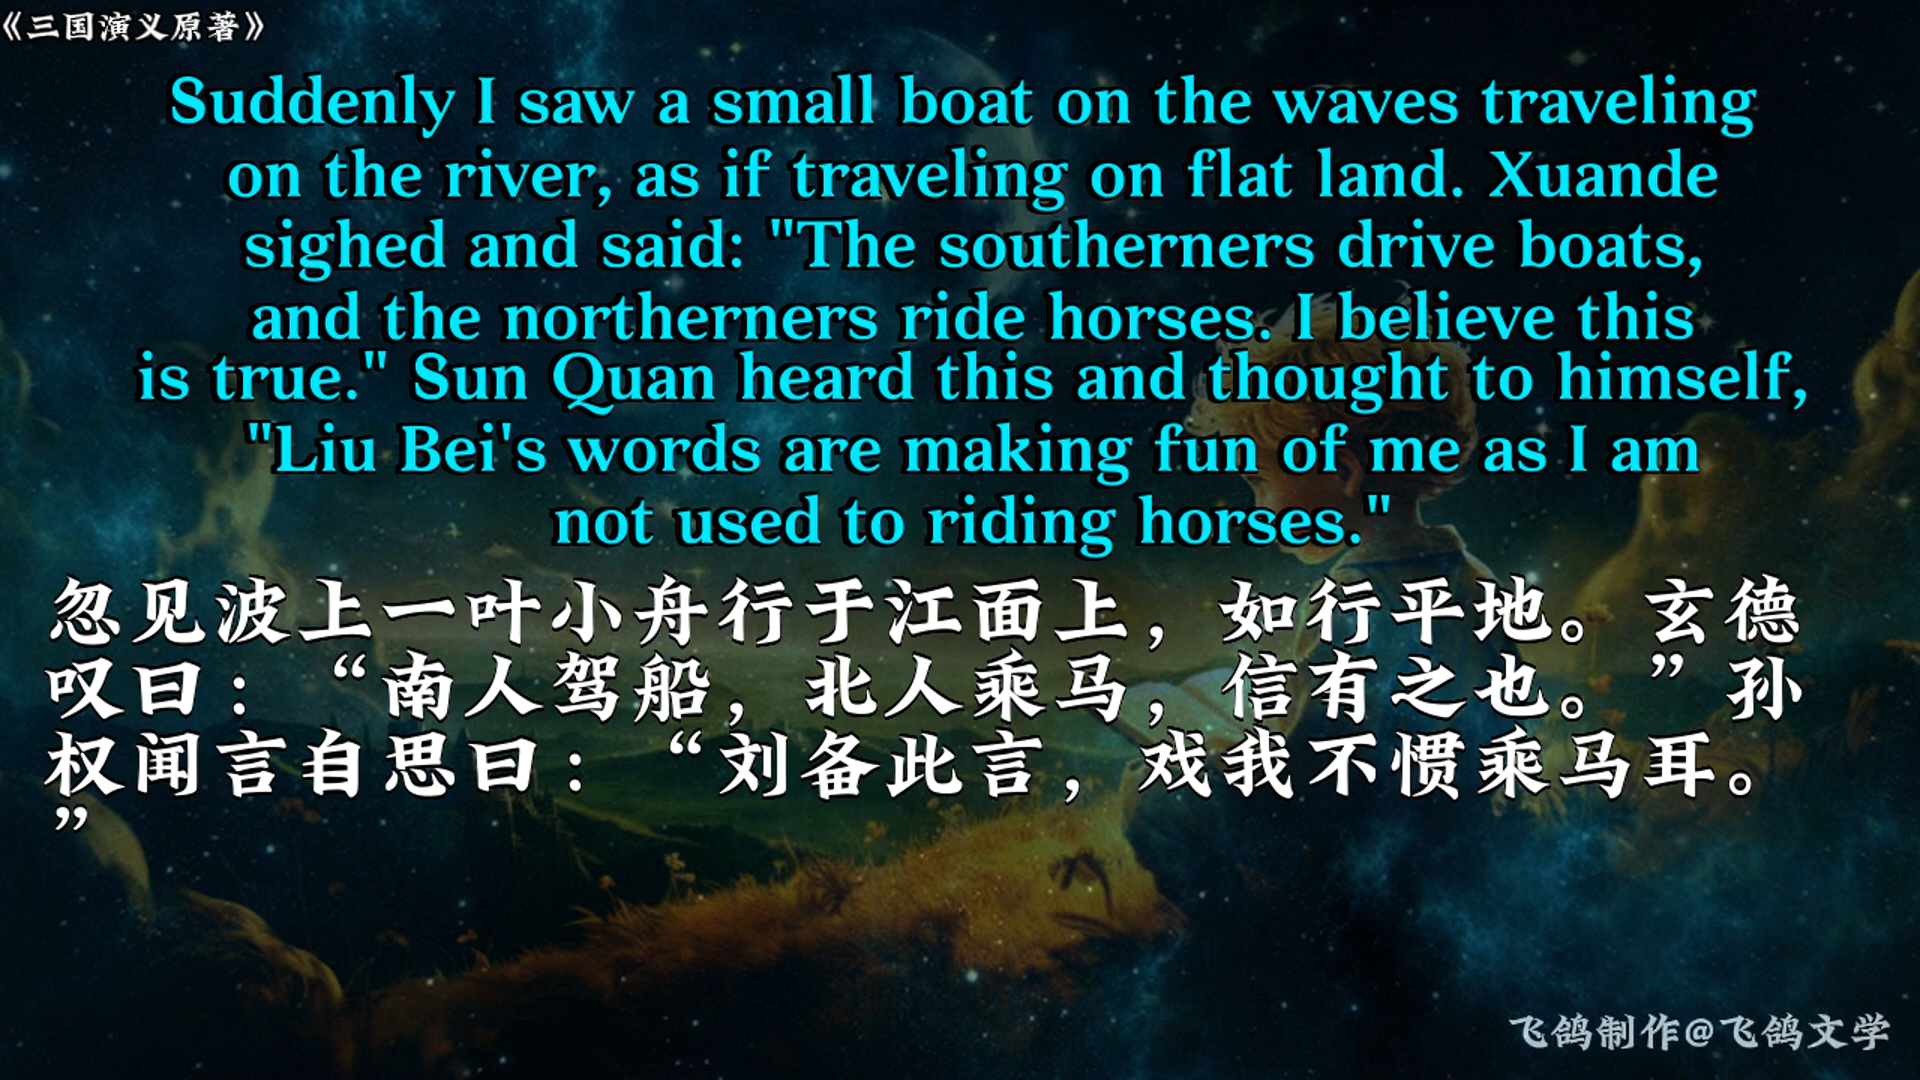 《三国演义原著》
Suddenly I saw a small boat on the waves traveling
on the river, as if traveling on flat land. Xuande
sighed and said: "The southerners drive boats,
and the northerners ride horses. I believe this
is true." Sun Quan heard this and thought to himself,
"Liu Bei's words are making fun of me as I am
not used to riding horses."
忽见波上一叶小舟行于江面上，如行平地。玄德
叹曰：“南人驾船，北人乘马，信有之也。”孙
权闻言自思曰：“刘备此言，戏我不惯乘马耳。
”
飞鸽制作@飞鸽文学